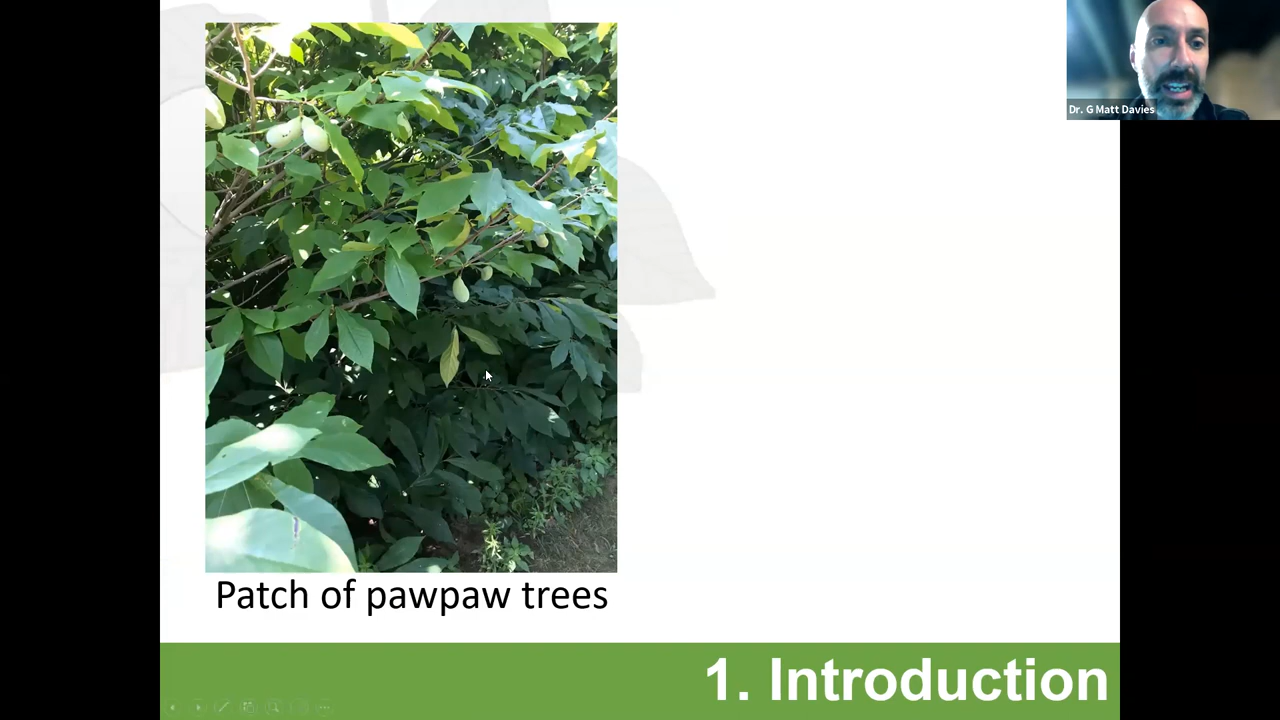 Dr. G Matt Davies
Patch of pawpaw trees
1. Introduction